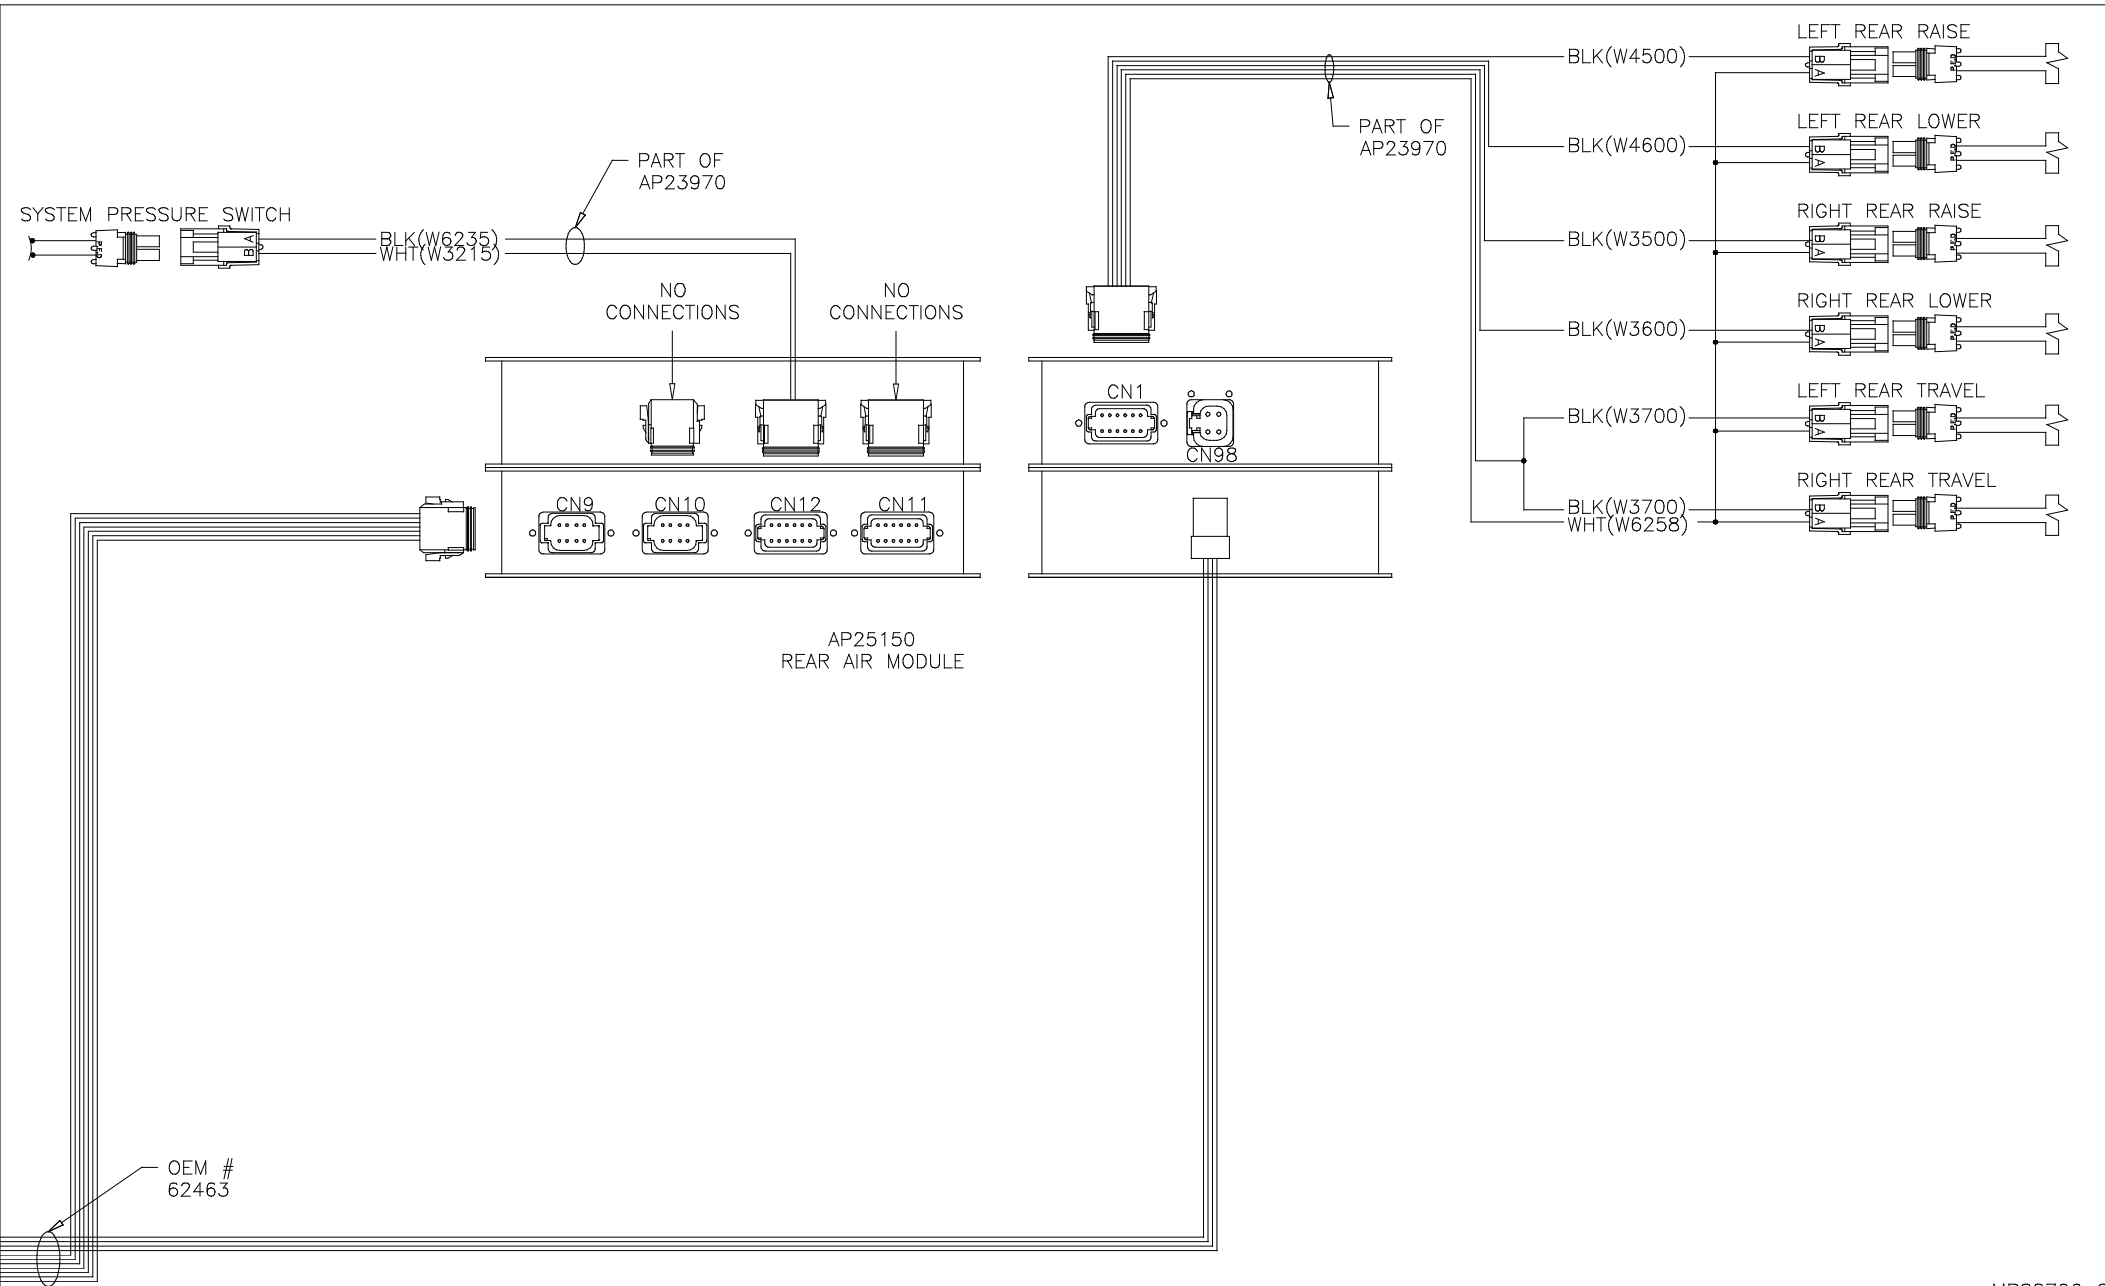 LEFT REAR RAISE
BLK(W4500)
B
A
PART OF
AP23970
LEFT REAR LOWER
BLK(W4600)
B
A
PART OF
AP23970
SYSTEM PRESSURE SWITCH
A
B
BLK(W6235)
WHT(W3215)
RIGHT REAR RAISE
BLK(W3500)
B
A
NO
CONNECTIONS
NO
CONNECTIONS
RIGHT REAR LOWER
BLK(W3600)
B
A
CN1
CN98
LEFT REAR TRAVEL
BLK(W3700)
B
A
RIGHT REAR TRAVEL
BLK(W3700)
WHT(W6258)
B
A
CN9
CN10
CN12
CN11
AP25150
REAR AIR MODULE
OEM #
62463